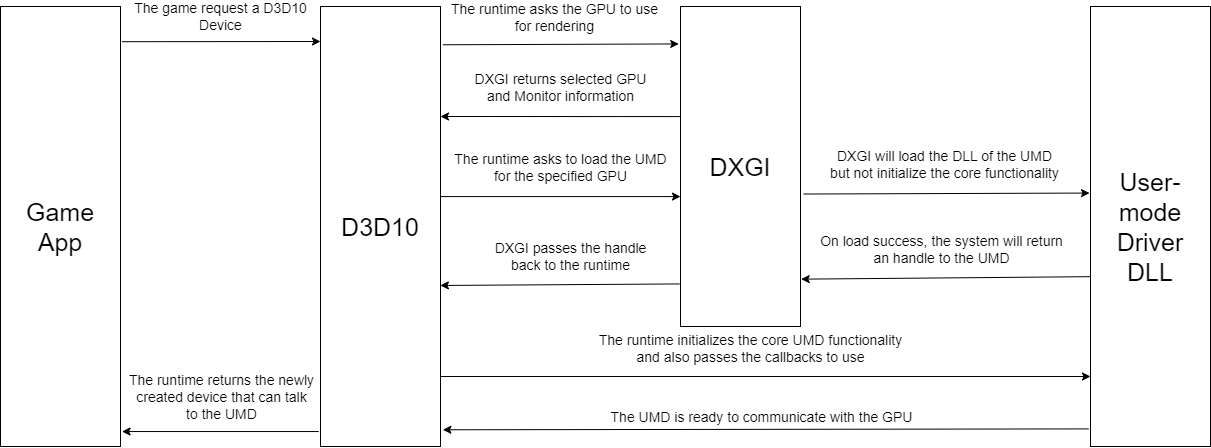 The game request a D3D10
Device
The runtime asks the GPU to use
for rendering
DXGI returns selected GPU
and Monitor information
The runtime asks to load the UMD
for the specified GPU
DXGI
DXGI will load the DLL of the UMD
but not initialize the core functionality
Game
App
D3D10
User-
mode
Driver
DLL
DXGI passes the handle
back to the runtime
On load success, the system will return
an handle to the UMD
The runtime initializes the core UMD functionality
and also passes the callbacks to use
The runtime returns the newly
created device that can talk
to the UMD
The UMD is ready to communicate with the GPU